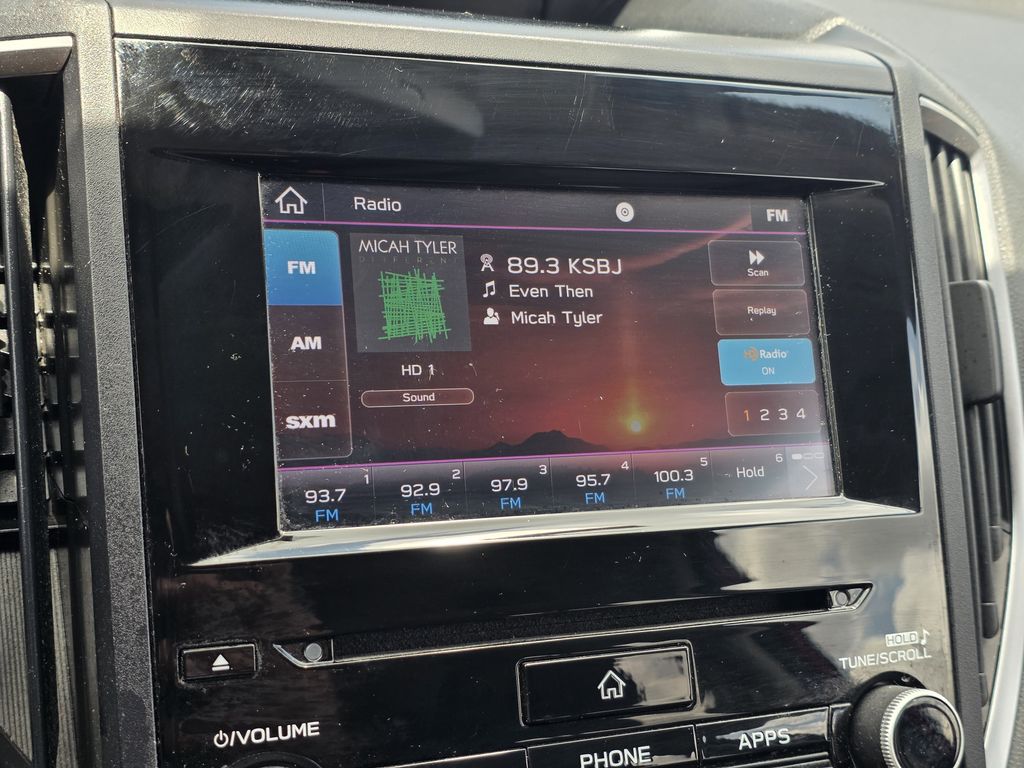 Radio
FM
FM
MICAH TYLER
DIFFERENT
89.3 KSBJ
Even Then
Micah Tyler
Scan
Replay
AM
HD Radio
ON
HD 1
Sound
sxm
1 2 3 4
93.7 1
FM
92.9 2
FM
97.9 3
FM
95.7 4
FM
100.3 5
FM
Hold 6
HOLD
TUNE/SCROLL
/VOLUME
PHONE
APPS